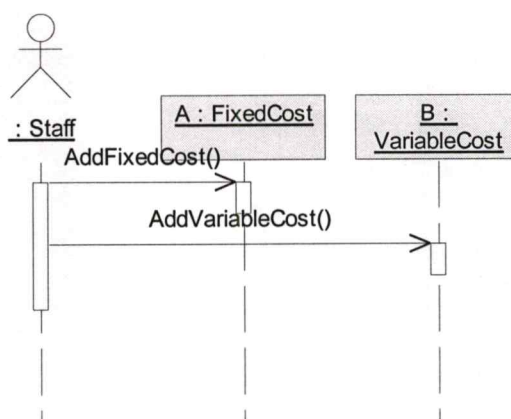 : Staff
A : FixedCost
B :
VariableCost
AddFixedCost()
AddVariableCost()